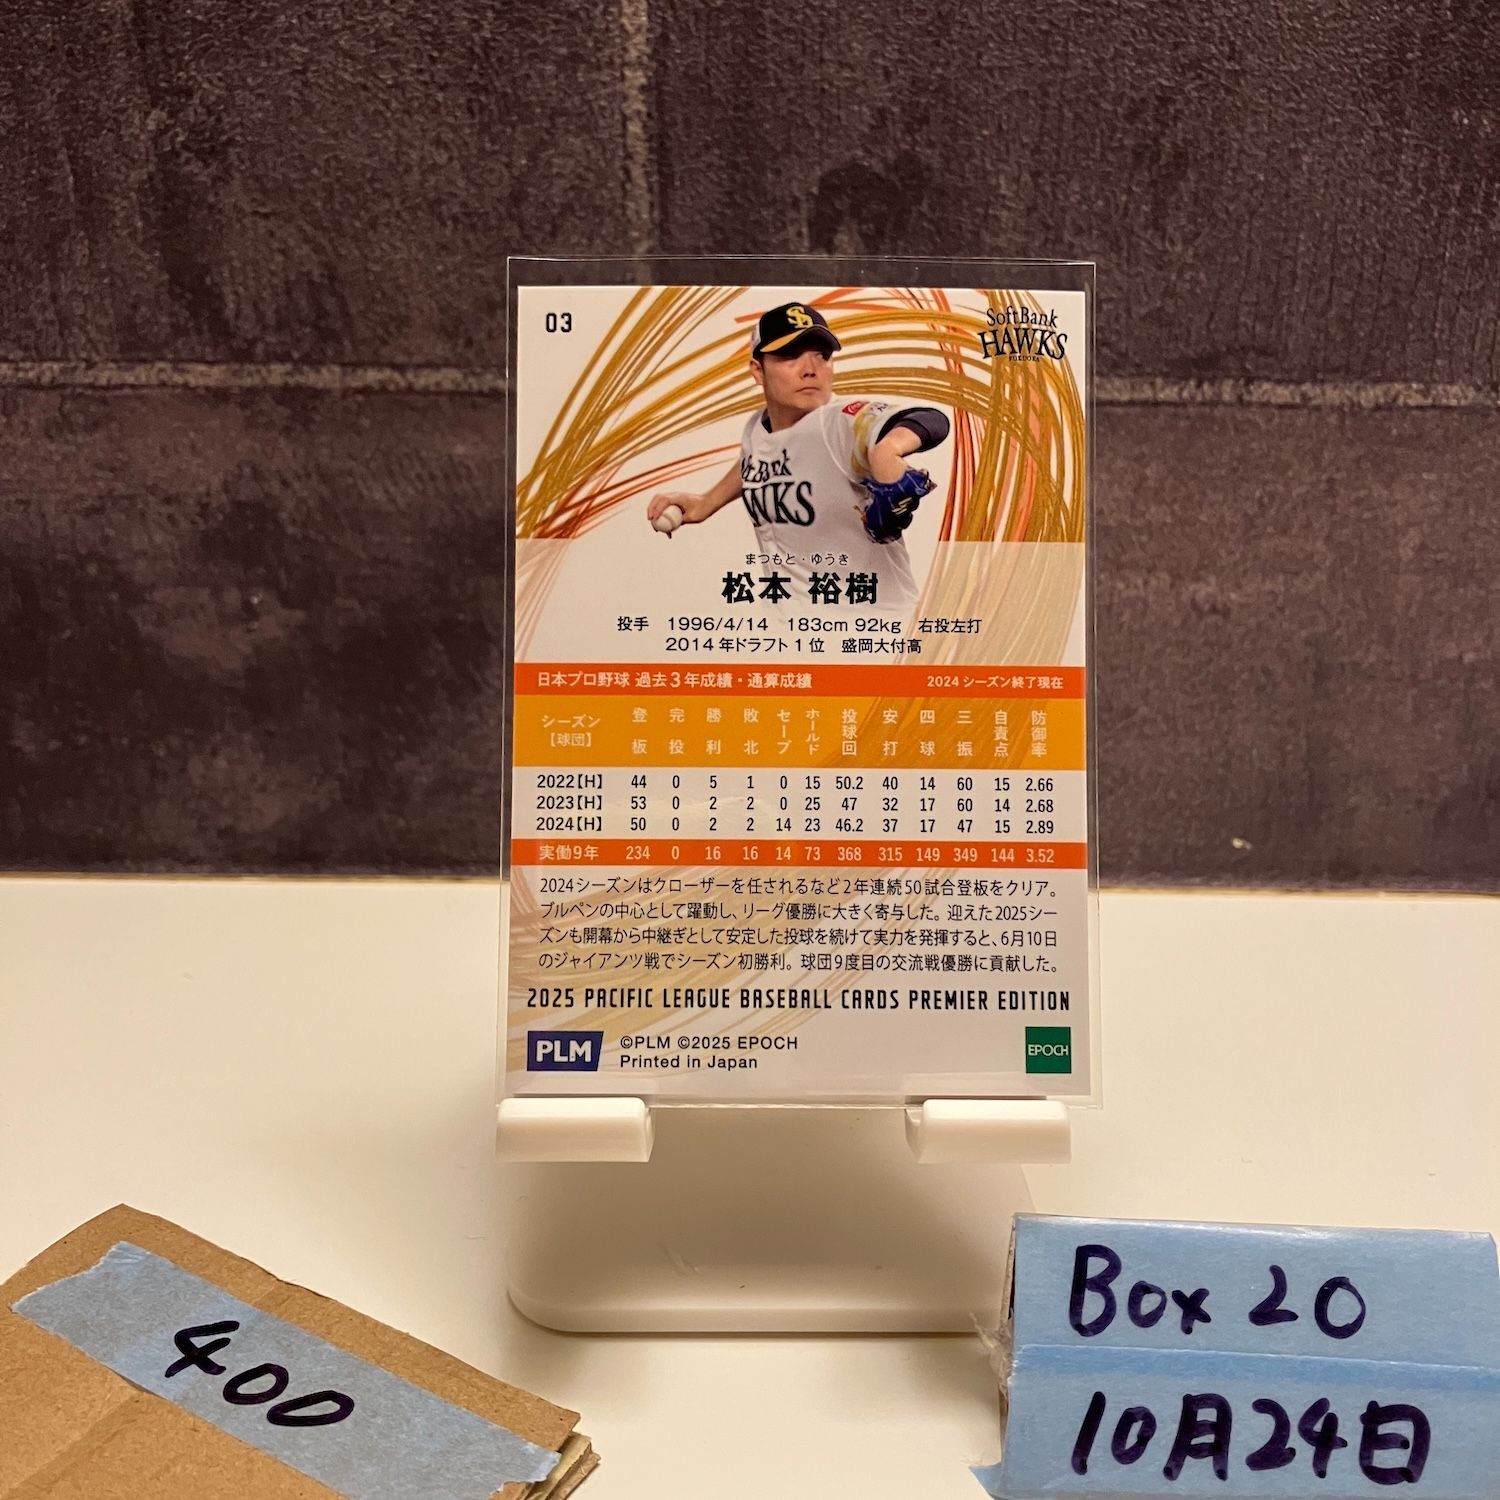 03
SoftBank
HAWKS
FUKUOKA
まつもと・ゆうき
松本 裕樹
投手 1996/4/14 183cm 92kg 右投左打
2014年ドラフト1位 盛岡大付高
日本プロ野球 過去3年成績・通算成績 2024シーズン終了現在
シーズン【球団】 登板 完投 勝利 敗北 セーブ ホールド 投球回 安打 四球 三振 自責点 防御率
2022【H】 44 0 5 1 0 15 50.2 40 14 60 15 2.66
2023【H】 53 0 2 2 0 25 47 32 17 60 14 2.68
2024【H】 50 0 2 2 14 23 46.2 37 17 47 15 2.89
実働9年 234 0 16 16 14 73 368 315 149 349 144 3.52
2024シーズンはクローザーを任されるなど2年連続50試合登板をクリア。
ブルペンの中心として躍動し、リーグ優勝に大きく寄与した。迎えた2025シー
ズンも開幕から中継ぎとして安定した投球を続けて実力を発揮すると、6月10日
のジャイアンツ戦でシーズン初勝利。球団9度目の交流戦優勝に貢献した。
2025 PACIFIC LEAGUE BASEBALL CARDS PREMIER EDITION
PLM
©PLM ©2025 EPOCH
Printed in Japan
EPOCH
400
Box 20
10月24日